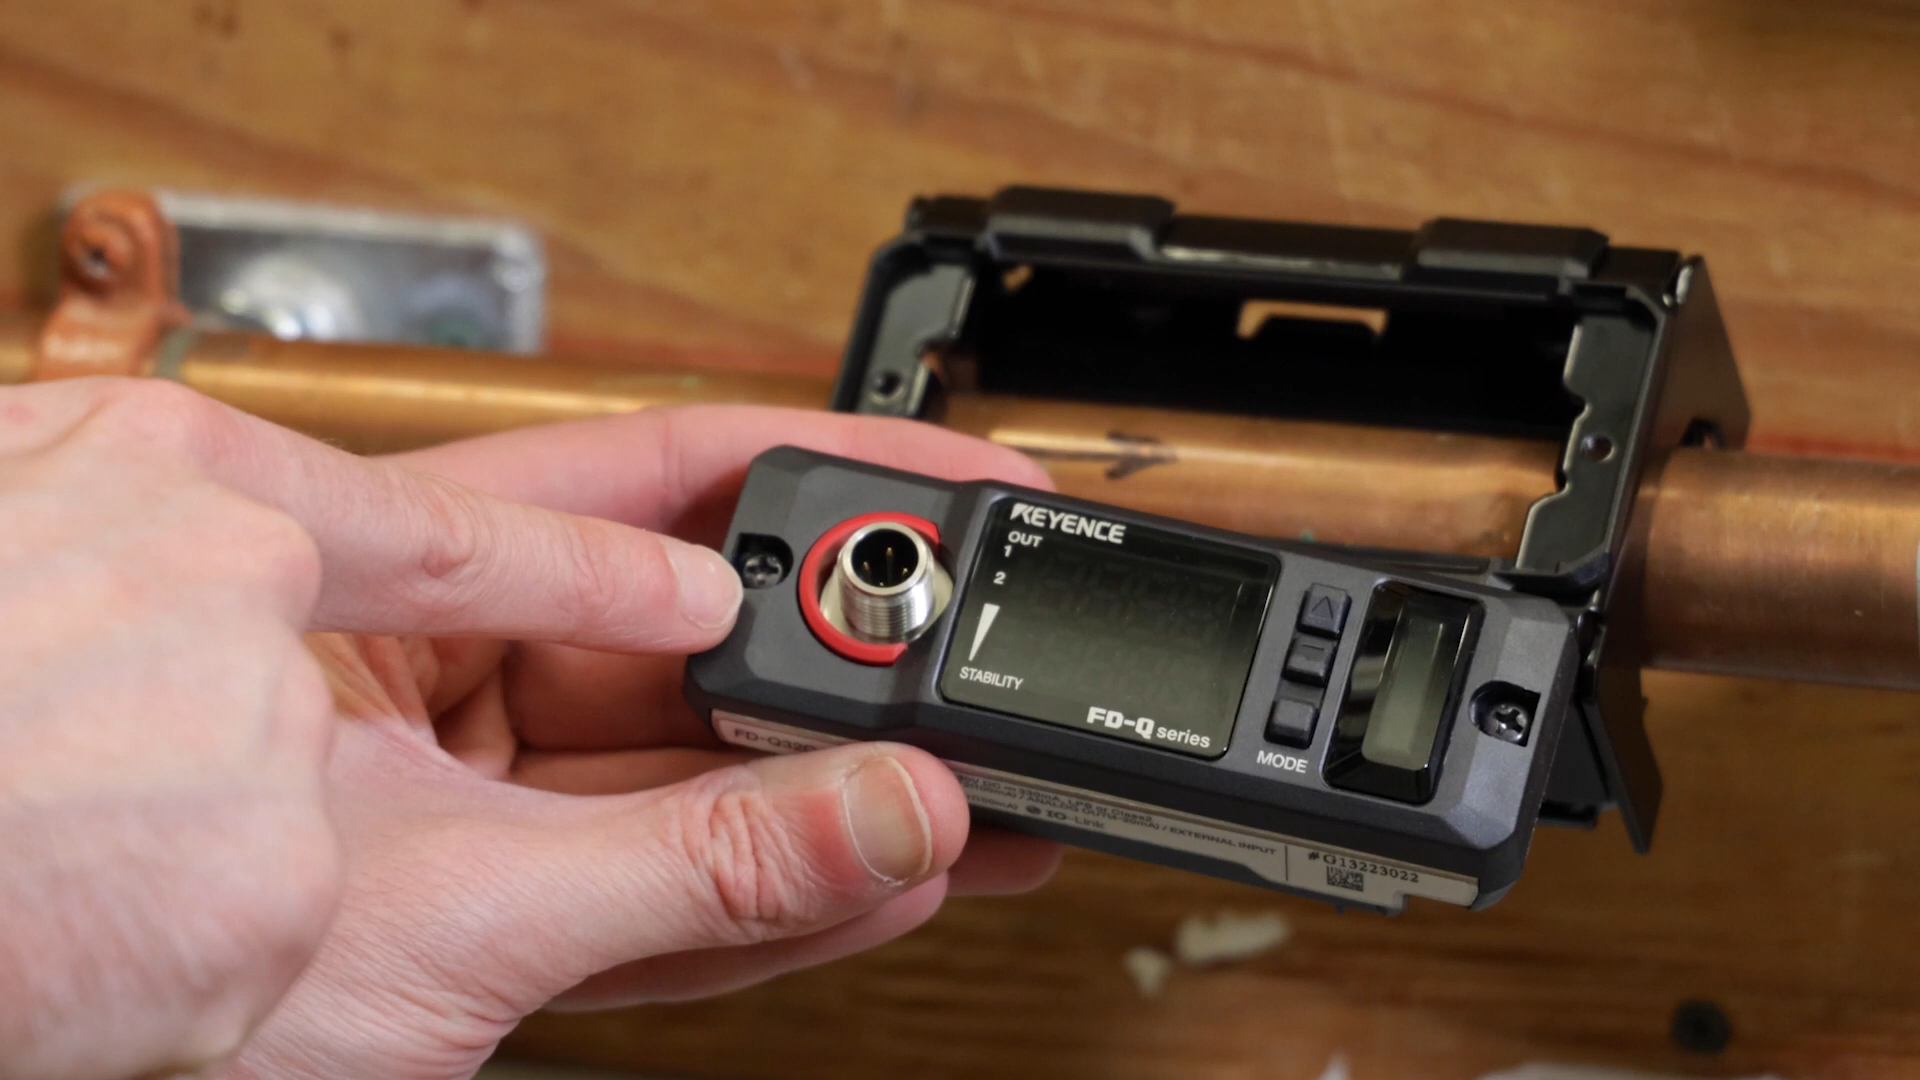 KEYENCE
OUT
1
2
STABILITY
FD-Q series
MODE
IO-Link
/ EXTERNAL INPUT
#G13223022